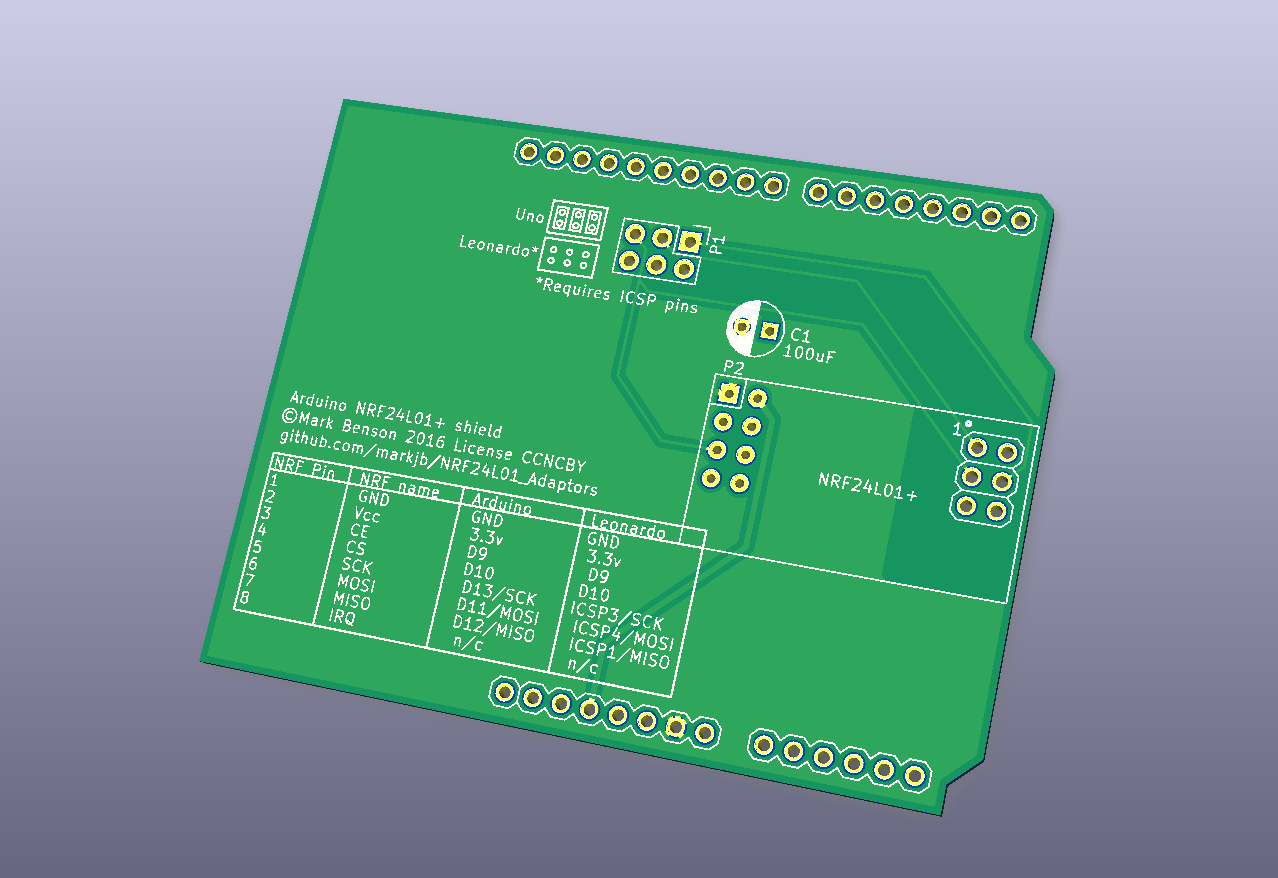 Uno
Leonardo*
*Requires ICSP pins
P1
C1
100uF
P2
1
NRF24L01+
Arduino NRF24L01+ shield
©Mark Benson 2016 License CCNCBY
github.com/markjb/NRF24L01_Adaptors
NRF Pin NRF name Arduino Leonardo
1 GND GND GND
2 Vcc 3.3v 3.3v
3 CE D9 D9
4 CS D10 D10
5 SCK D13/SCK ICSP3/SCK
6 MOSI D11/MOSI ICSP4/MOSI
7 MISO D12/MISO ICSP1/MISO
8 IRQ n/c n/c